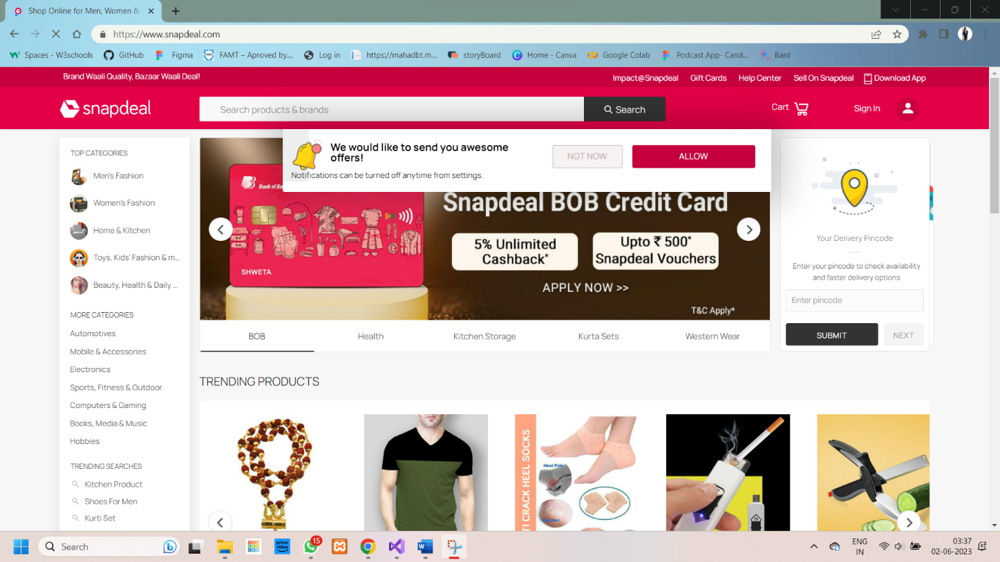 Shop Online for Men, Women &
https://www.snapdeal.com
Spaces - W3schools
GitHub
Figma
FAMT – Aproved by...
Log in
https://mahadbt.m...
storyBoard
Home - Canva
Google Colab
Podcast App- Carol...
Bard
Brand Waali Quality, Bazaar Waali Deal!
Impact@Snapdeal
Gift Cards
Help Center
Sell On Snapdeal
Download App
snapdeal
Search products & brands
Search
Cart
Sign In
We would like to send you awesome
offers!
Notifications can be turned off anytime from settings.
NOT NOW
ALLOW
TOP CATEGORIES
Men's Fashion
Women's Fashion
Home & Kitchen
Toys, Kids' Fashion & m...
Beauty, Health & Daily ...
MORE CATEGORIES
Automotives
Mobile & Accessories
Electronics
Sports, Fitness & Outdoor
Computers & Gaming
Books, Media & Music
Hobbies
TRENDING SEARCHES
Kitchen Product
Shoes For Men
Kurti Set
Bank of Ba
SHWETA
Snapdeal BOB Credit Card
5% Unlimited
Cashback*
Upto ₹ 500*
Snapdeal Vouchers
APPLY NOW >>
T&C Apply*
BOB
Health
Kitchen Storage
Kurta Sets
Western Wear
Your Delivery Pincode
Enter your pincode to check availability
and faster delivery options
Enter pincode
SUBMIT
NEXT
TRENDING PRODUCTS
TI CRACK HEEL SOCKS
Heel Pain
Search
prime
video
15
ENG
IN
03:37
02-06-2023